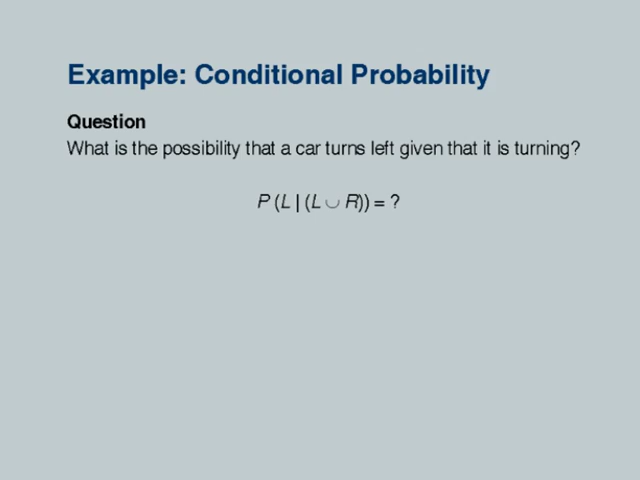 Example: Conditional Probability
Question
What is the possibility that a car turns left given that it is turning?
P (L | (L ∪ R)) = ?